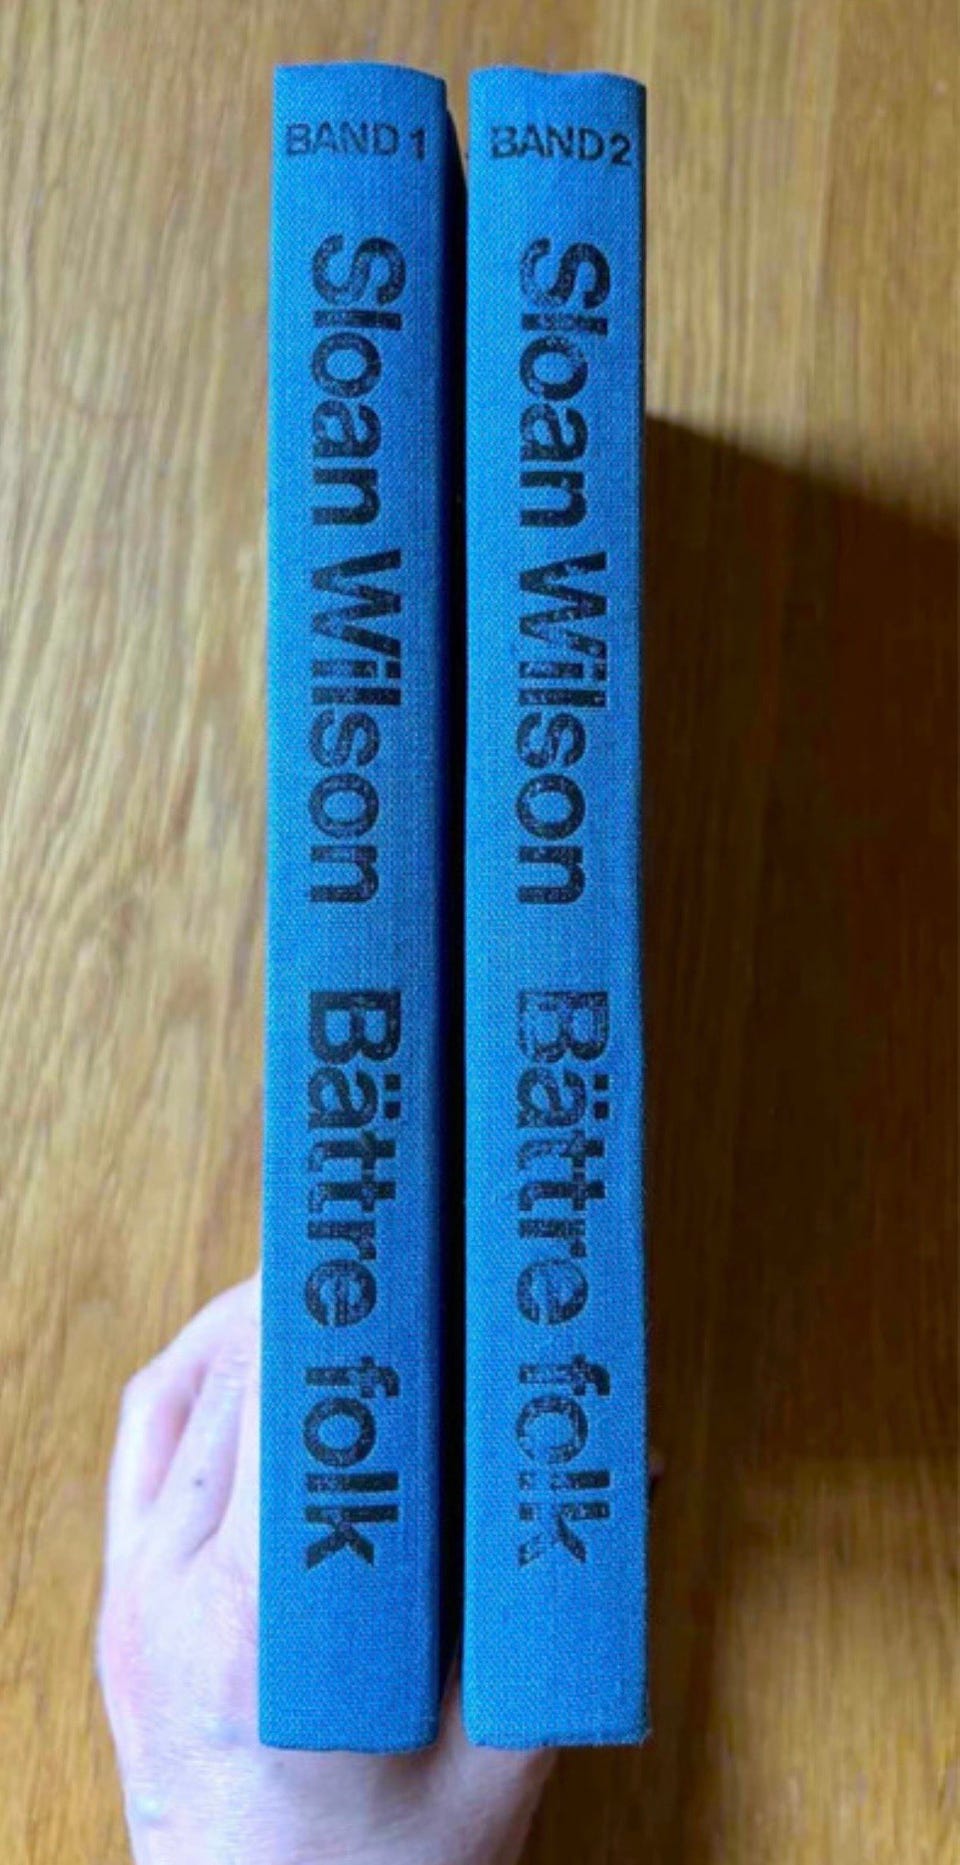 BAND 1
Sloan Wilson Bättre folk
BAND 2
Sloan Wilson Bättre folk